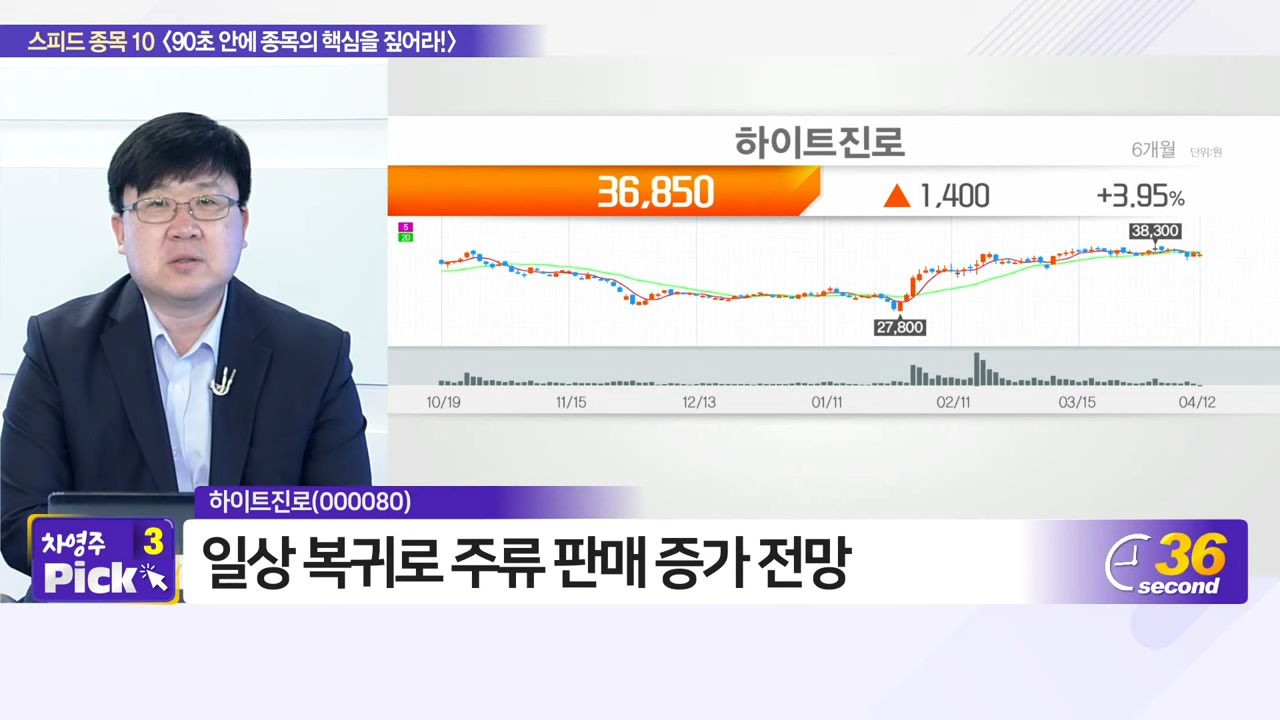 스피드 종목 10 〈90초 안에 종목의 핵심을 짚어라!〉
하이트진로
6개월 단위:원
36,850 ▲ 1,400 +3.95%
5
20
38,300
27,800
10/19 11/15 12/13 01/11 02/11 03/15 04/12
하이트진로(000080)
차영주 3
Pick
일상 복귀로 주류 판매 증가 전망
36
second